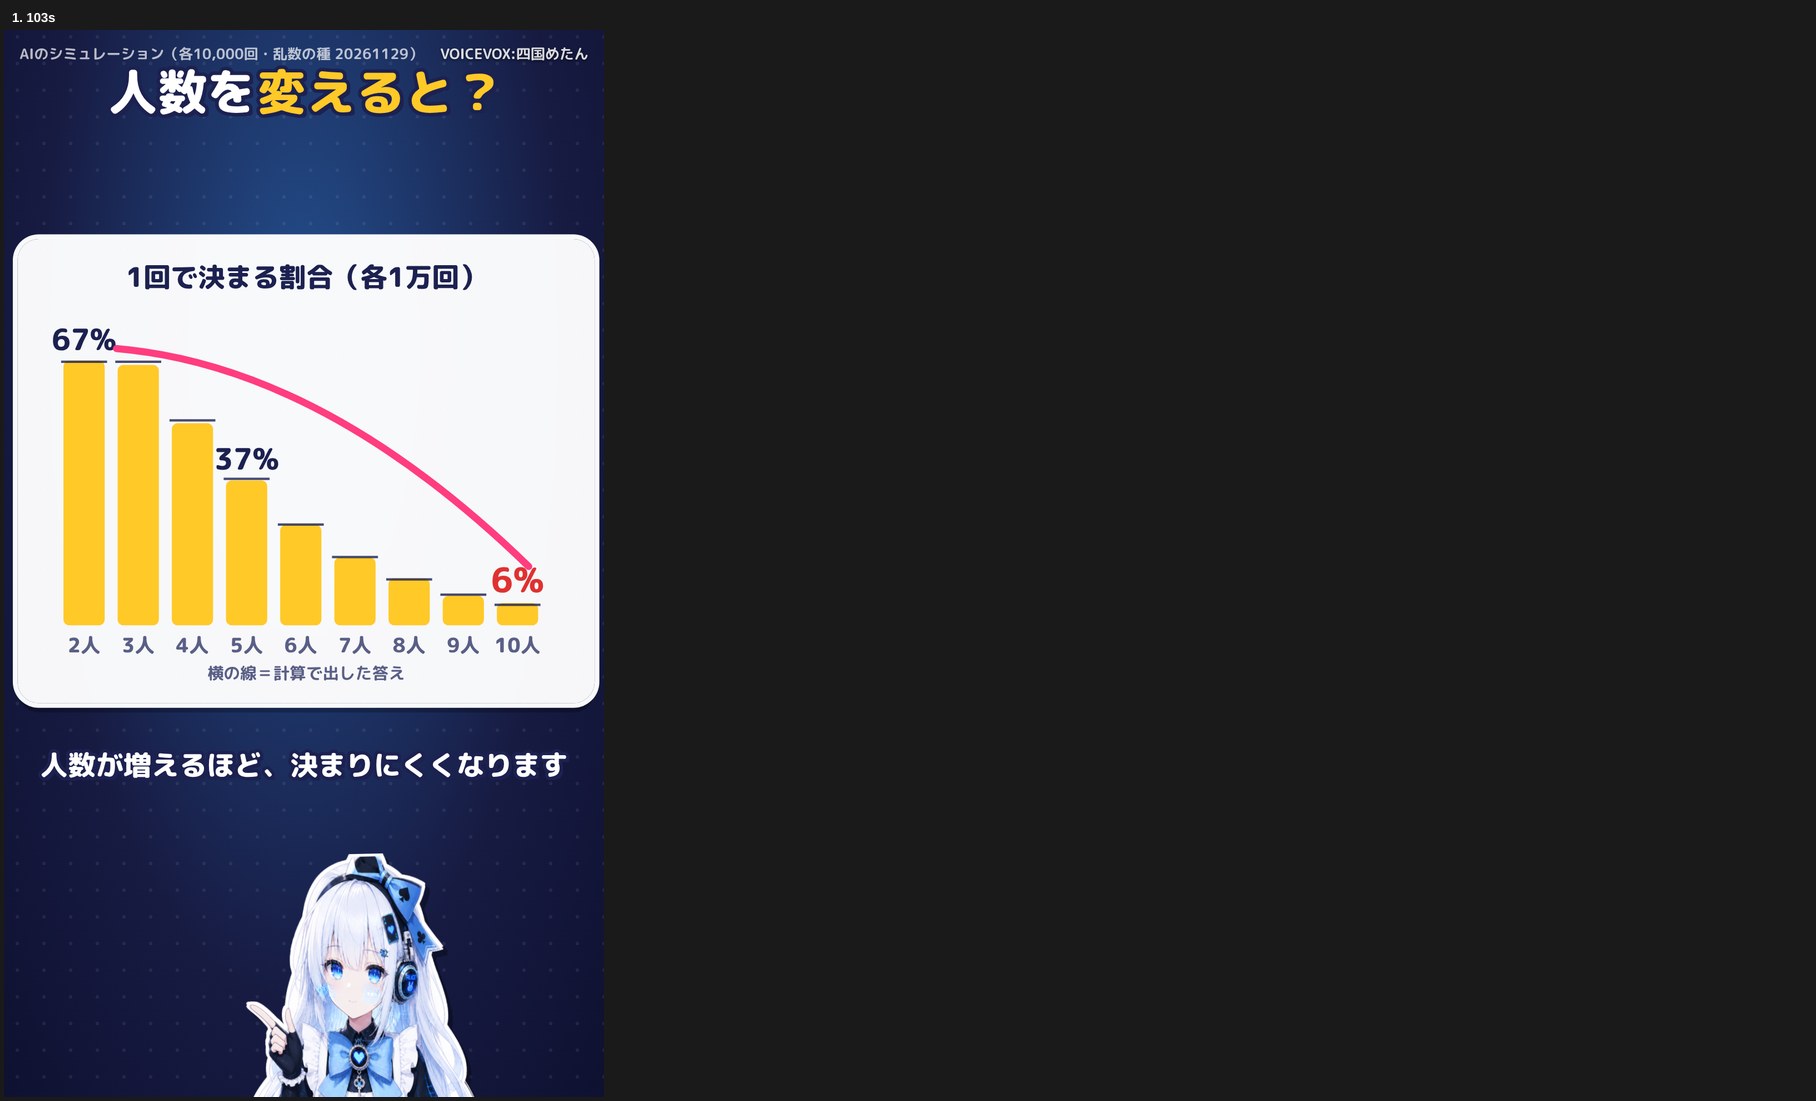 1. 103s
AIのシミュレーション（各10,000回・乱数の種 20261129） VOICEVOX:四国めたん
人数を変えると？
1回で決まる割合（各1万回）
67%
37%
6%
2人 3人 4人 5人 6人 7人 8人 9人 10人
横の線＝計算で出した答え
人数が増えるほど、決まりにくくなります